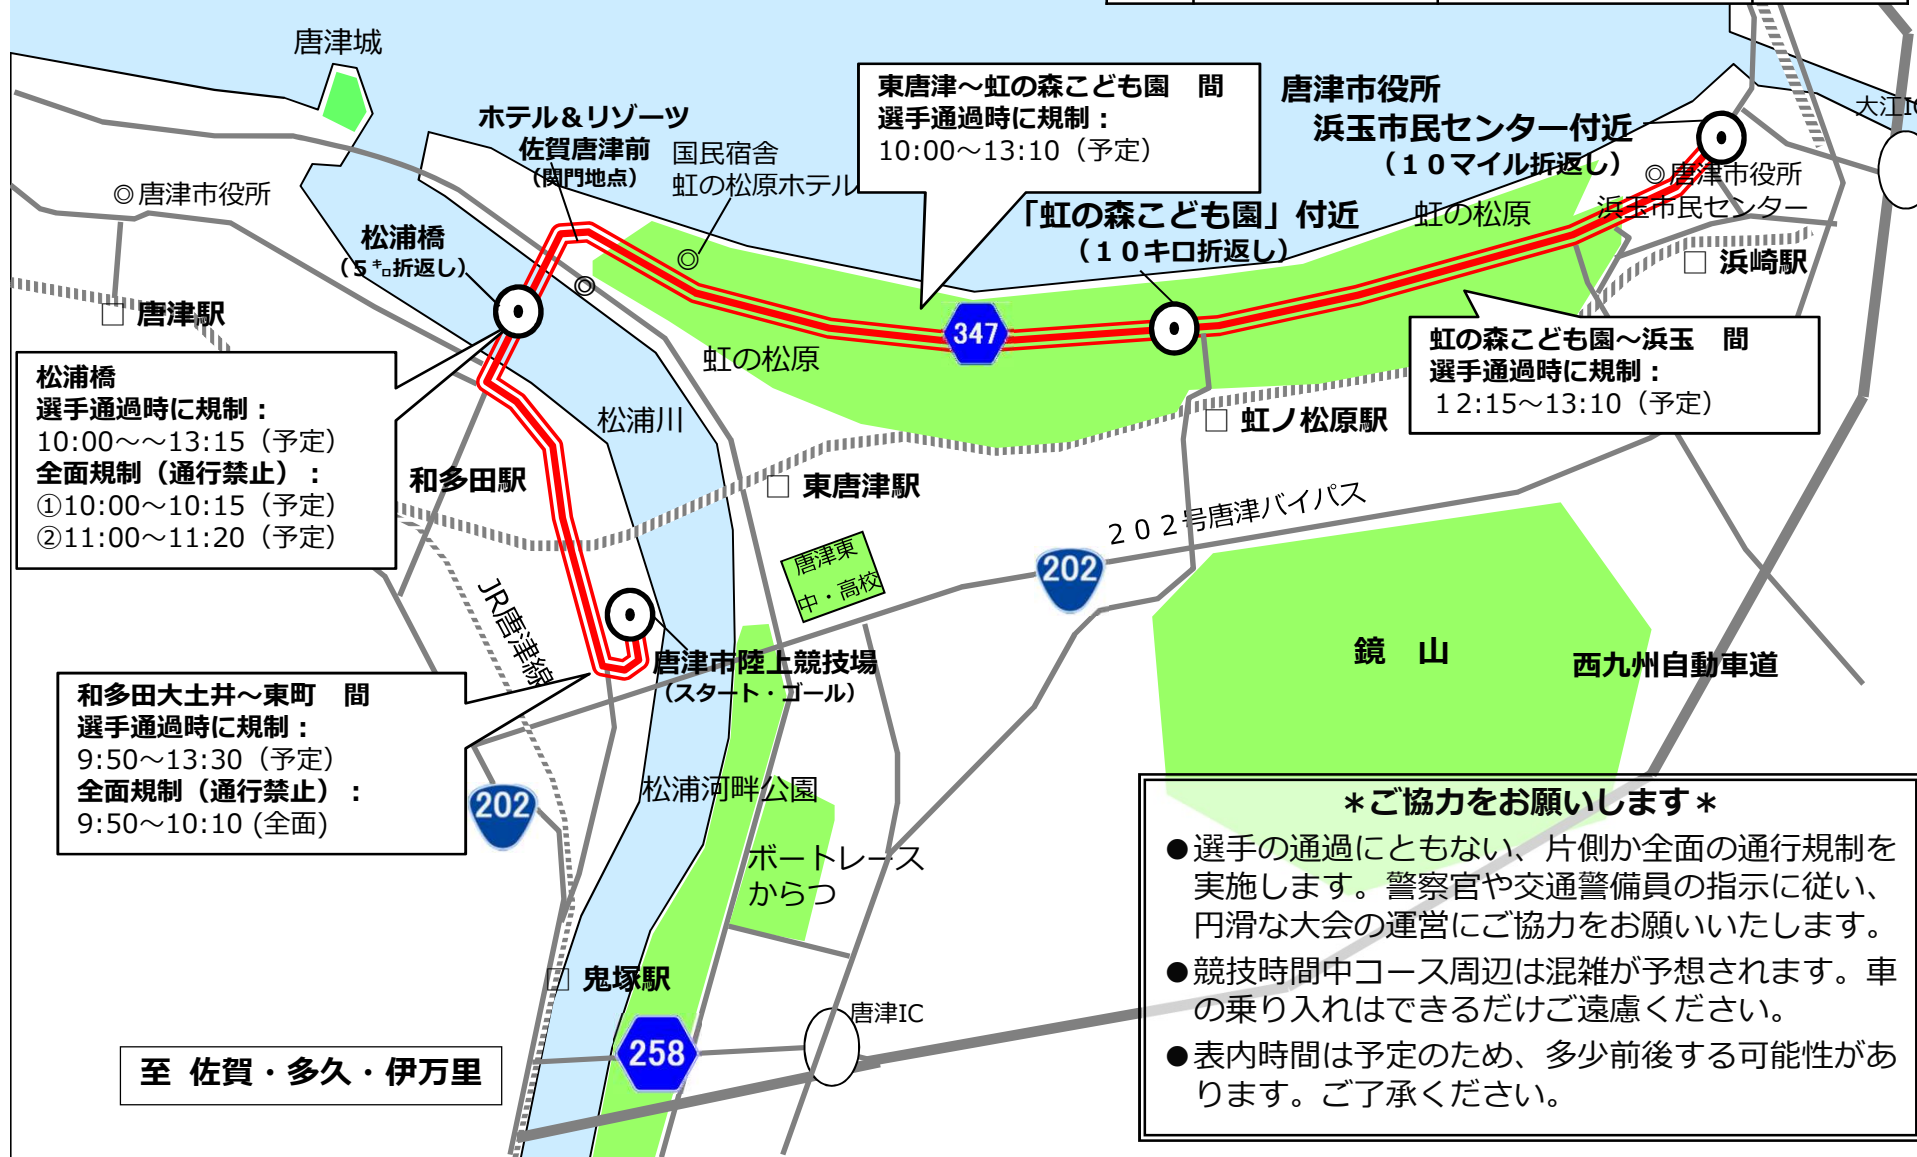 唐津城
ホテル＆リゾーツ
佐賀唐津前
（関門地点）
国民宿舎
虹の松原ホテル
東唐津～虹の森こども園　間
選手通過時に規制：
10:00～13:10（予定）
唐津市役所
浜玉市民センター付近
（１０マイル折返し）
大江IC
◎唐津市役所
◎唐津市役所
浜玉市民センター
松浦橋
（５㌔折返し）
「虹の森こども園」付近
（１０キロ折返し）
虹の松原
□ 浜崎駅
□ 唐津駅
347
虹の松原
虹の森こども園～浜玉　間
選手通過時に規制：
１2:15～13:10（予定）
松浦橋
選手通過時に規制：
10:00～～13:15（予定）
全面規制（通行禁止）：
①10:00～10:15（予定）
②11:00～11:20（予定）
松浦川
□ 虹ノ松原駅
和多田駅
□ 東唐津駅
２０２号唐津バイパス
唐津東
中・高校
202
JR唐津線
鏡　山
西九州自動車道
唐津市陸上競技場
（スタート・ゴール）
和多田大土井～東町　間
選手通過時に規制：
9:50～13:30（予定）
全面規制（通行禁止）：
9:50～10:10 (全面)
202
松浦河畔公園
ボートレース
からつ
□ 鬼塚駅
唐津IC
258
至 佐賀・多久・伊万里
＊ご協力をお願いします＊
●選手の通過にともない、片側か全面の通行規制を
実施します。警察官や交通警備員の指示に従い、
円滑な大会の運営にご協力をお願いいたします。
●競技時間中コース周辺は混雑が予想されます。車
の乗り入れはできるだけご遠慮ください。
●表内時間は予定のため、多少前後する可能性があ
ります。ご了承ください。